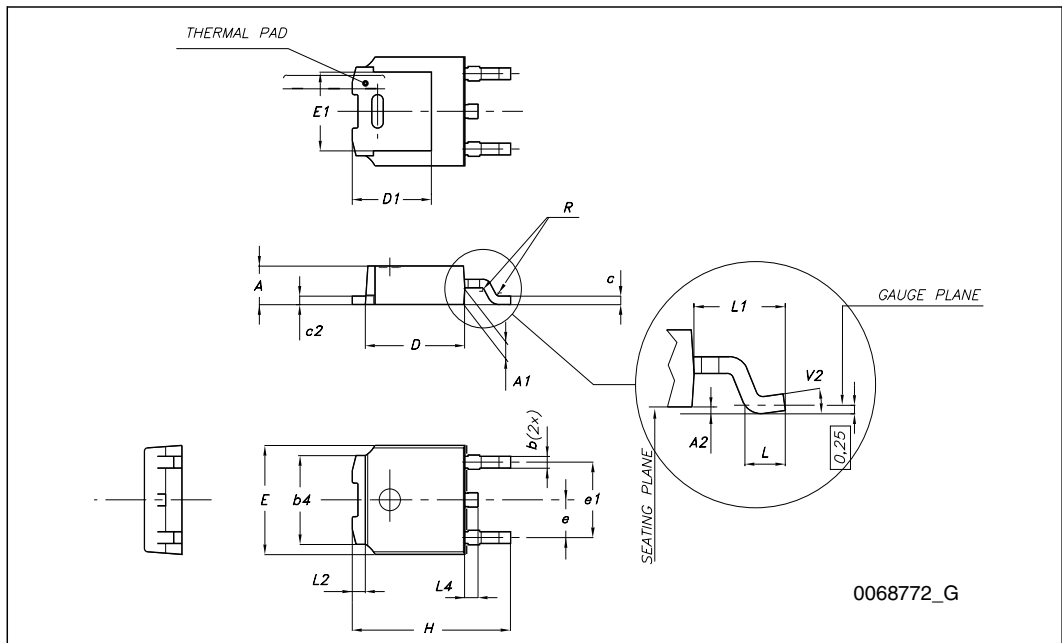 THERMAL PAD
E1
D1
R
A
c2
D
A1
c
L1
GAUGE PLANE
V2
A2
L
0,25
SEATING PLANE
E
b4
b(2x)
e
e1
L2
L4
H
0068772_G